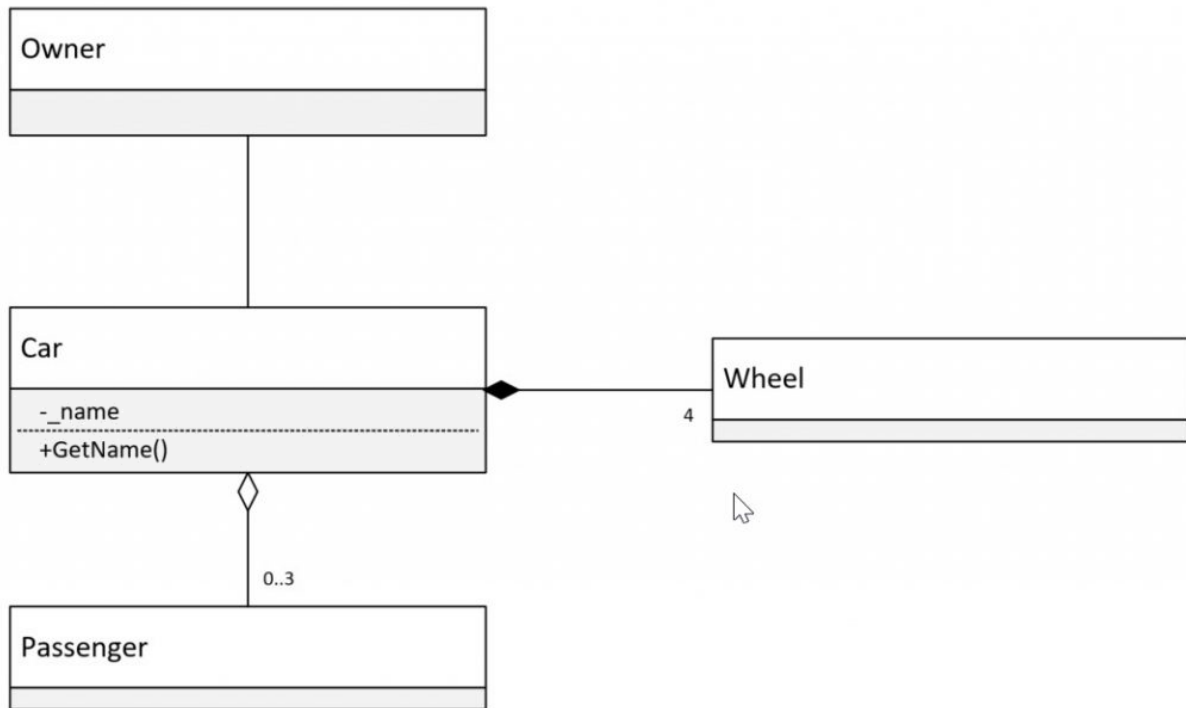 Owner
Car
-_name
+GetName()
Wheel
4
0..3
Passenger